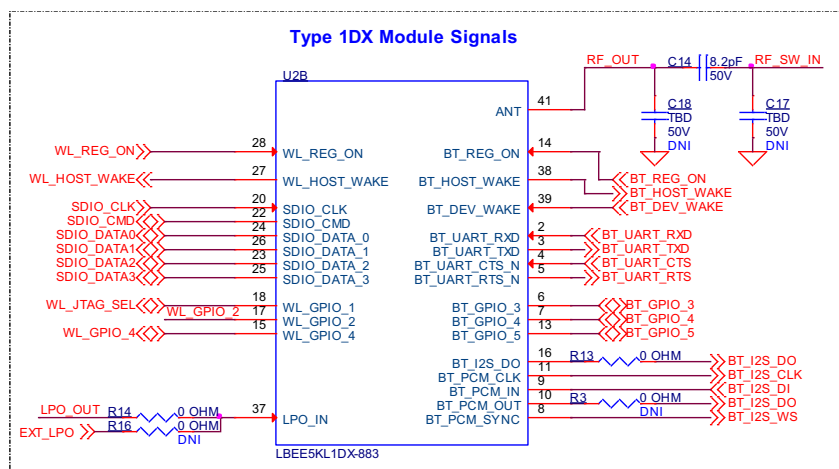 Type 1DX Module Signals
U2B
RF_OUT C14 8.2pF RF_SW_IN
50V
ANT 41
C18 C17
TBD TBD
50V 50V
DNI DNI
WL_REG_ON 28 WL_REG_ON BT_REG_ON 14
WL_HOST_WAKE 27 WL_HOST_WAKE BT_HOST_WAKE 38 BT_REG_ON
BT_HOST_WAKE
SDIO_CLK 20 SDIO_CLK BT_DEV_WAKE 39 BT_DEV_WAKE
SDIO_CMD 22 SDIO_CMD
SDIO_DATA0 24 SDIO_DATA_0 BT_UART_RXD 2 BT_UART_RXD
SDIO_DATA1 26 SDIO_DATA_1 BT_UART_TXD 3 BT_UART_TXD
SDIO_DATA2 23 SDIO_DATA_2 BT_UART_CTS_N 4 BT_UART_CTS
SDIO_DATA3 25 SDIO_DATA_3 BT_UART_RTS_N 5 BT_UART_RTS
WL_JTAG_SEL 18 WL_GPIO_1 BT_GPIO_3 6 BT_GPIO_3
WL_GPIO_2 17 WL_GPIO_2 BT_GPIO_4 7 BT_GPIO_4
WL_GPIO_4 15 WL_GPIO_4 BT_GPIO_5 13 BT_GPIO_5
BT_I2S_DO 16 R13 0 OHM BT_I2S_DO
BT_PCM_CLK 11 BT_I2S_CLK
BT_PCM_IN 9 BT_I2S_DI
LPO_OUT R14 0 OHM 37 LPO_IN BT_PCM_OUT 10 R3 0 OHM BT_I2S_DO
EXT_LPO R16 0 OHM BT_PCM_SYNC 8 DNI BT_I2S_WS
DNI
LBEE5KL1DX-883